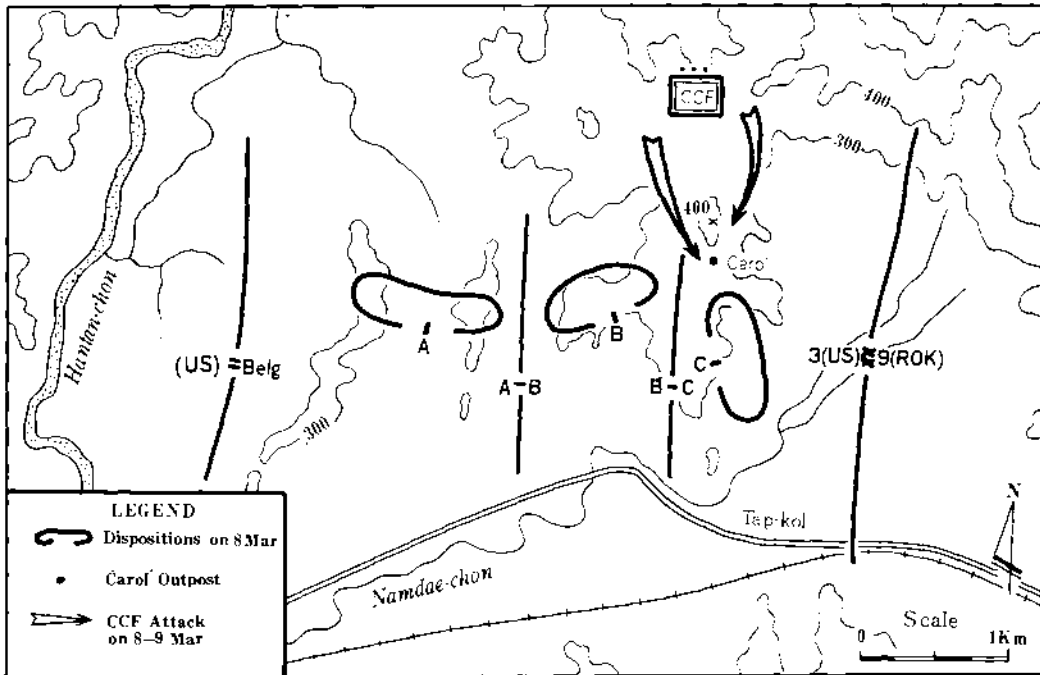 CCF
400
300
400
Carol
Hantan-chon
A
B
(US) Belg
C
3(US) 9(ROK)
A-B
B-C
300
LEGEND
Dispositions on 8 Mar
Carol Outpost
CCF Attack
on 8-9 Mar
Tap-kol
Namdae-chon
N
Scale
0 1Km